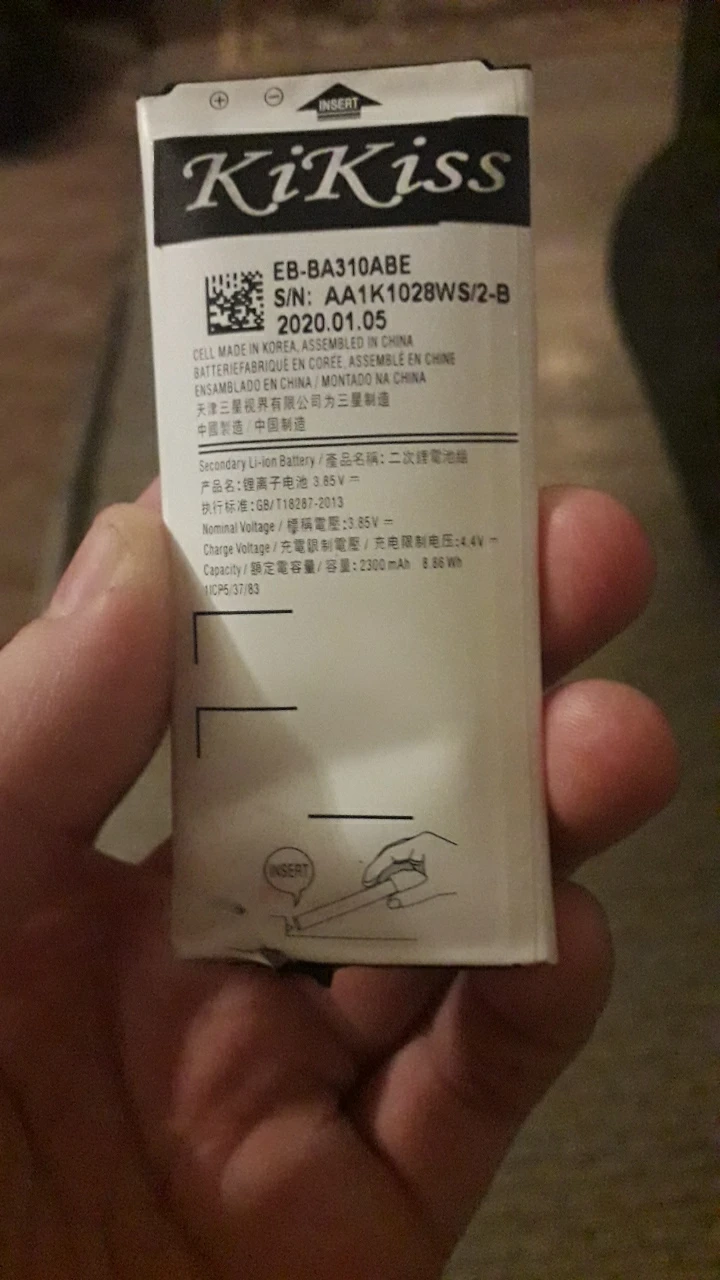 INSERT
KiKiss
EB-BA310ABE
S/N: AA1K1028WS/2-B
2020.01.05
CELL MADE IN KOREA, ASSEMBLED IN CHINA
BATTERIEFABRIQUÉ EN CORÉE, ASSEMBLÉ EN CHINE
ENSAMBLADO EN CHINA / MONTADO NA CHINA
天津三星视界有限公司为三星制造
中國製造 / 中国制造
Secondary Li-ion Battery / 產品名稱: 二次鋰電池組
产品名: 锂离子电池 3.85V ⎓
执行标准: GB/T18287-2013
Nominal Voltage / 標稱電壓:3.85V ⎓
Charge Voltage / 充電限制電壓 / 充电限制电压:4.4V ⎓
Capacity / 額定電容量 / 容量: 2300 mAh 8.86 Wh
1ICP5/37/83
INSERT